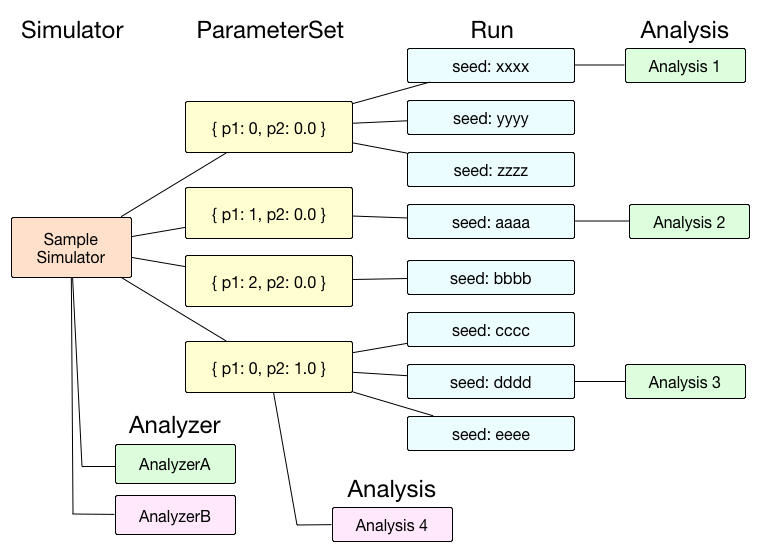 Simulator
ParameterSet
Run
Analysis
seed: xxxx
Analysis 1
{ p1: 0, p2: 0.0 }
seed: yyyy
seed: zzzz
{ p1: 1, p2: 0.0 }
seed: aaaa
Analysis 2
Sample
Simulator
{ p1: 2, p2: 0.0 }
seed: bbbb
seed: cccc
{ p1: 0, p2: 1.0 }
seed: dddd
Analysis 3
seed: eeee
Analyzer
AnalyzerA
AnalyzerB
Analysis
Analysis 4